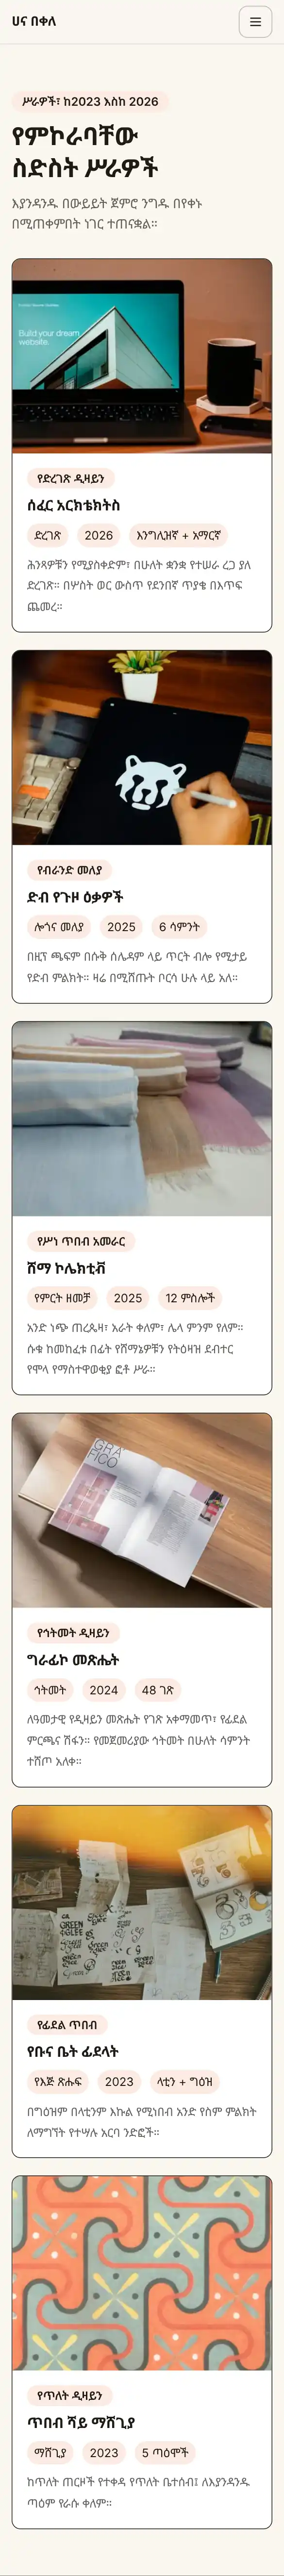 ሀና በቀለ
ሥራዎች፣ ከ2023 እስከ 2026
የምኮራባቸው
ስድስት ሥራዎች
እያንዳንዱ በውይይት ጀምሮ ንግዱ በየቀኑ
በሚጠቀምበት ነገር ተጠናቋል።
Build your dream
website.
የድረገጽ ዲዛይን
ሰፈር አርክቴክትስ
ድረገጽ 2026 እንግሊዝኛ + አማርኛ
ሕንጻዎቹን የሚያስቀድም፣ በሁለት ቋንቋ የተሠራ ረጋ ያለ
ድረገጽ። በሦስት ወር ውስጥ የደንበኛ ጥያቄ በእጥፍ
ጨመረ።
የብራንድ መለያ
ድብ የጉዞ ዕቃዎች
ሎጎና መለያ 2025 6 ሳምንት
በዚፕ ጫፍም በሱቅ ሰሌዳም ላይ ጥርት ብሎ የሚታይ
የድብ ምልክት። ዛሬ በሚሸጡት ቦርሳ ሁሉ ላይ አለ።
የሥነ ጥበብ አመራር
ሸማ ኮሌክቲቭ
የምርት ዘመቻ 2025 12 ምስሎች
አንድ ነጭ ጠረጴዛ፣ አራት ቀለም፣ ሌላ ምንም የለም።
ሱቁ ከመከፈቱ በፊት የሸማኔዎቹን የትዕዛዝ ደብተር
የሞላ የማስተዋወቂያ ፎቶ ሥራ።
GRÁ
FICO
የኅትመት ዲዛይን
ግራፊኮ መጽሔት
ኅትመት 2024 48 ገጽ
ለዓመታዊ የዲዛይን መጽሔት የገጽ አቀማመጥ፣ የፊደል
ምርጫና ሽፋን። የመጀመሪያው ኅትመት በሁለት ሳምንት
ተሸጦ አለቀ።
የፊደል ጥበብ
የቡና ቤት ፊደላት
የእጅ ጽሑፍ 2023 ላቲን + ግዕዝ
በግዕዝም በላቲንም እኩል የሚነበብ አንድ የስም ምልክት
ለማግኘት የተሣሉ አርባ ንድፎች።
የጥለት ዲዛይን
ጥበብ ሻይ ማሸጊያ
ማሸጊያ 2023 5 ጣዕሞች
ከጥለት ጠርዞች የተቀዳ የጥለት ቤተሰብ፤ ለእያንዳንዱ
ጣዕም የራሱ ቀለም።